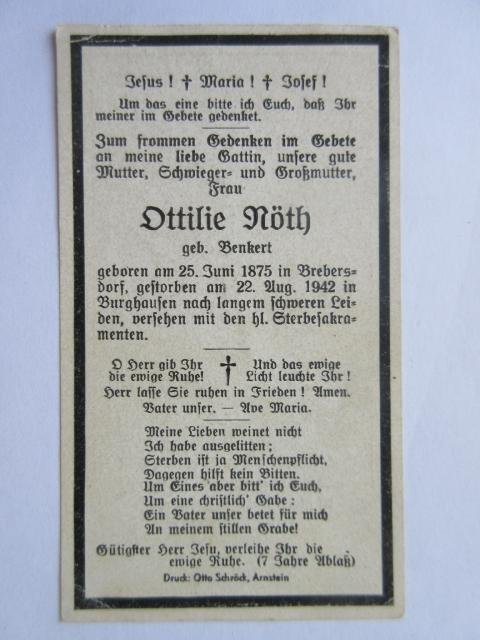 Jesus! ✝ Maria! ✝ Josef!
Um das eine bitte ich Euch, daß Ihr
meiner im Gebete gedenket.
Zum frommen Gedenken im Gebete
an meine liebe Gattin, unsere gute
Mutter, Schwieger- und Großmutter,
Frau
Ottilie Nöth
geb. Benkert
geboren am 25. Juni 1875 in Brebers-
dorf, gestorben am 22. Aug. 1942 in
Burghausen nach langem schweren Lei-
den, versehen mit den hl. Sterbesakra-
menten.
O Herr gib Ihr ✝ Und das ewige
die ewige Ruhe! Licht leuchte Ihr!
Herr lasse Sie ruhen in Frieden! Amen.
Vater unser. — Ave Maria.
Meine Lieben weinet nicht
Ich habe ausgelitten;
Sterben ist ja Menschenpflicht,
Dagegen hilft kein Bitten.
Um Eines aber bitt' ich Euch,
Um eine christlich' Gabe:
Ein Vater unser betet für mich
An meinem stillen Grabe!
Gütigster Herr Jesu, verleihe Ihr die
ewige Ruhe. (7 Jahre Ablaß)
Druck: Otto Schröck, Arnstein